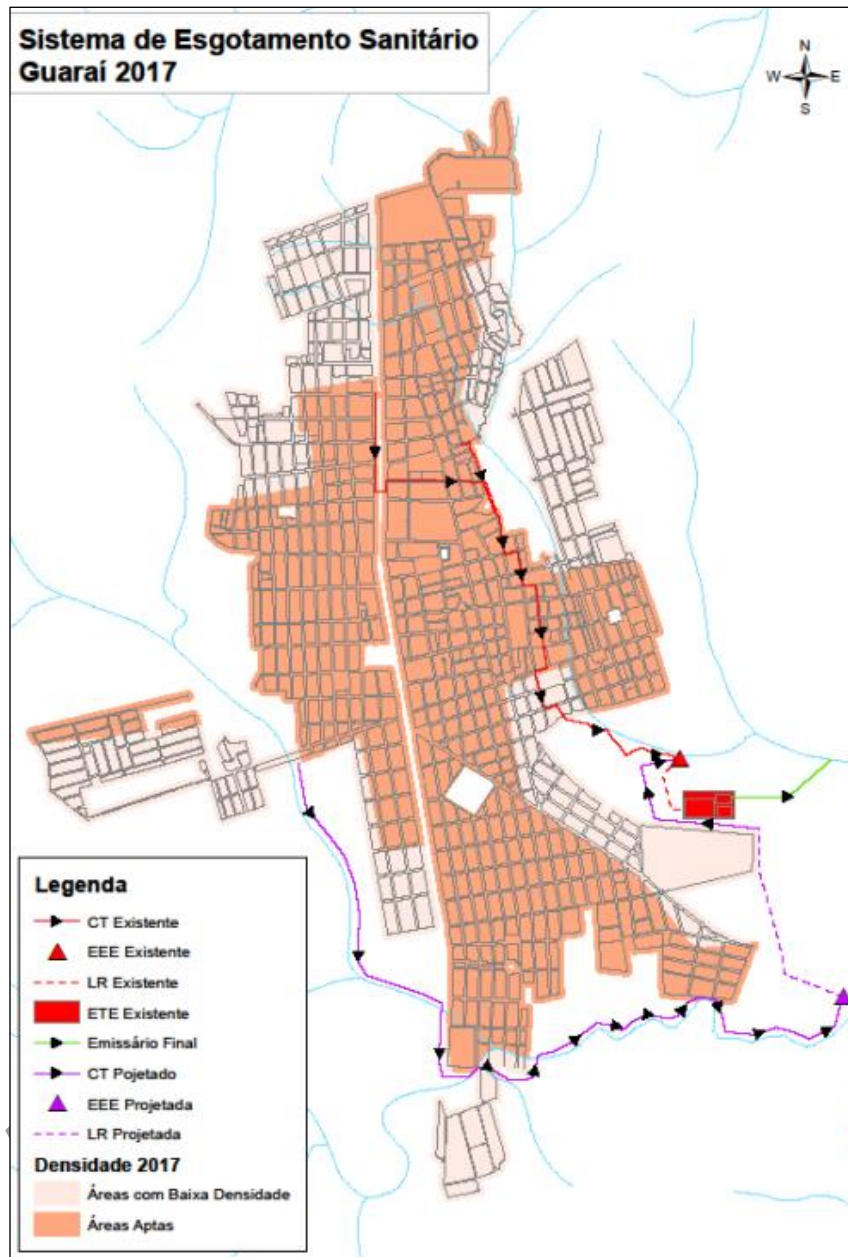 Sistema de Esgotamento Sanitário
Guaraí 2017
N
W E
S
Legenda
CT Existente
EEE Existente
LR Existente
ETE Existente
Emissário Final
CT Pojetado
EEE Projetada
LR Projetada
Densidade 2017
Áreas com Baixa Densidade
Áreas Aptas